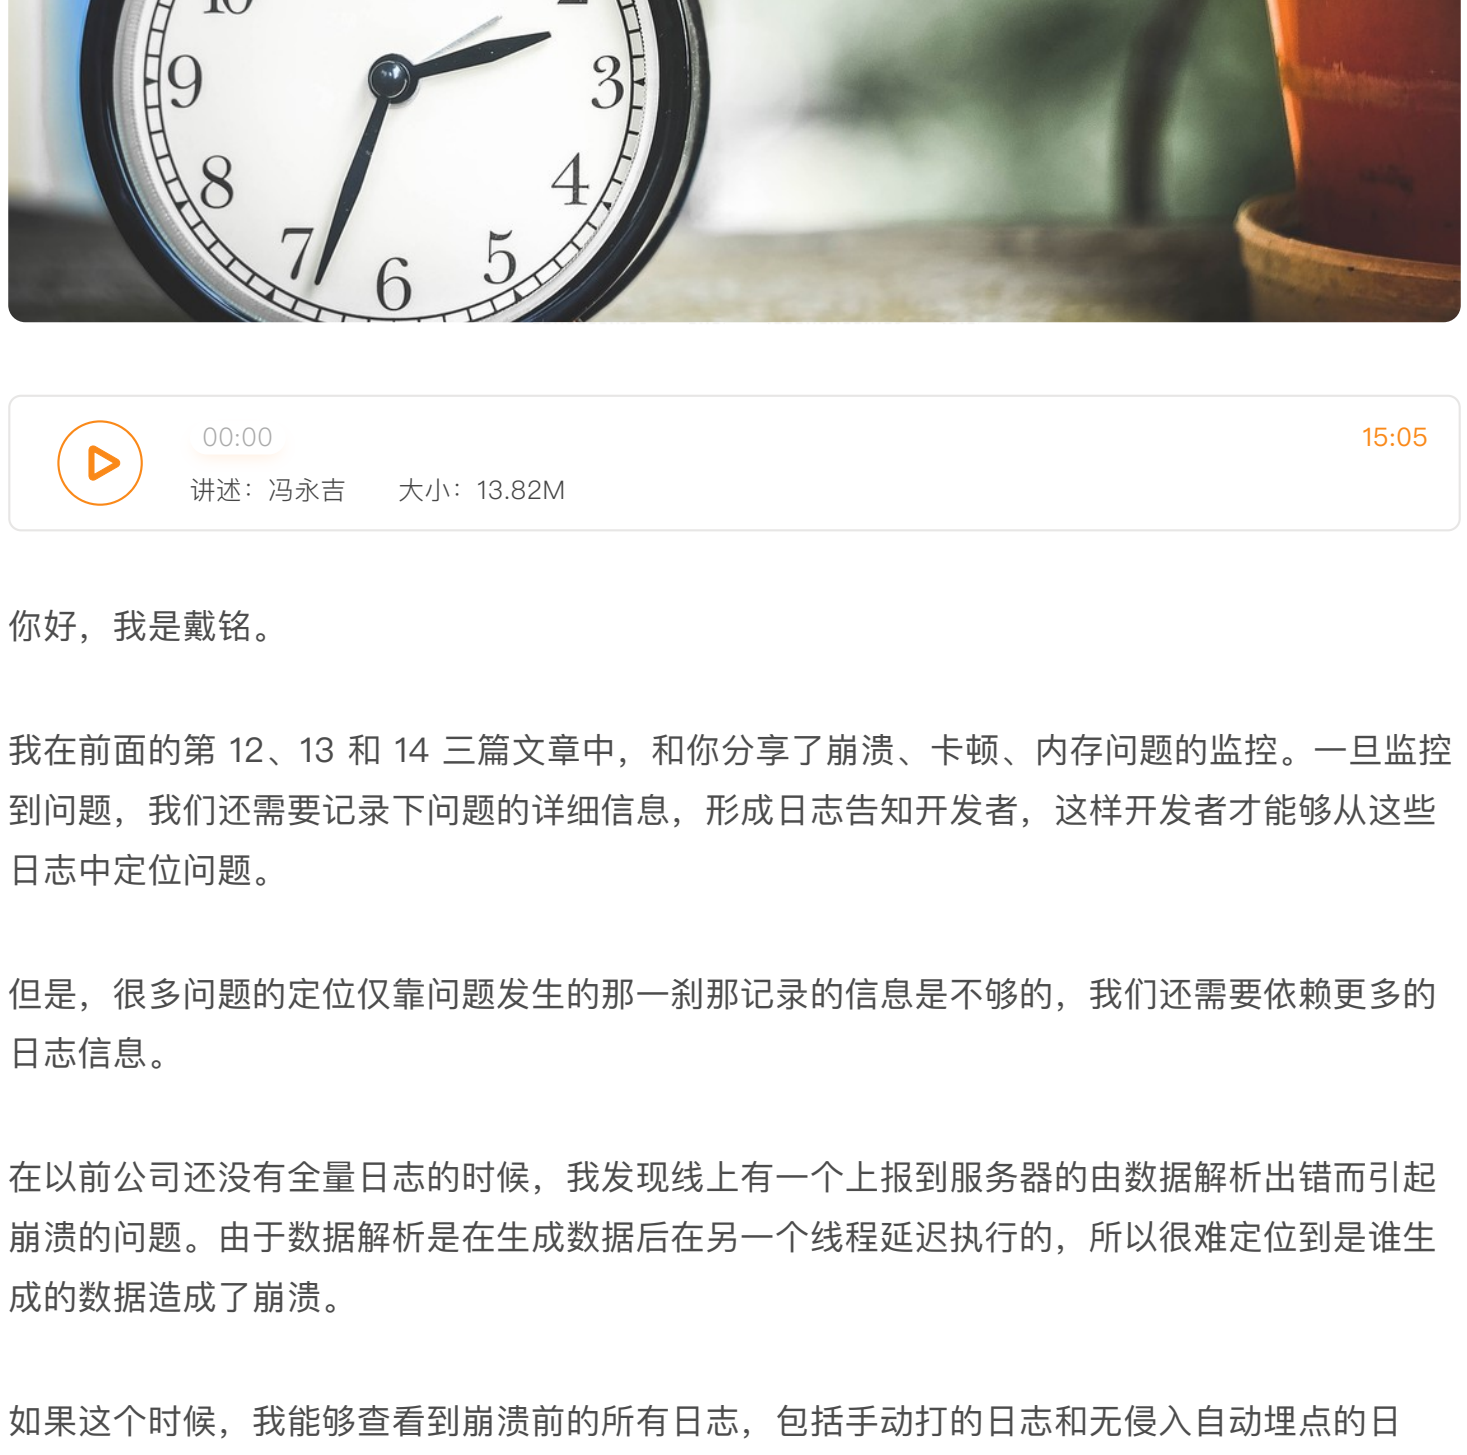 10 2
9 3
8 4
7 5
6
00:00 15:05
讲述：冯永吉 大小：13.82M
你好，我是戴铭。
我在前面的第 12、13 和 14 三篇文章中，和你分享了崩溃、卡顿、内存问题的监控。一旦监控
到问题，我们还需要记录下问题的详细信息，形成日志告知开发者，这样开发者才能够从这些
日志中定位问题。
但是，很多问题的定位仅靠问题发生的那一刹那记录的信息是不够的，我们还需要依赖更多的
日志信息。
在以前公司还没有全量日志的时候，我发现线上有一个上报到服务器的由数据解析出错而引起
崩溃的问题。由于数据解析是在生成数据后在另一个线程延迟执行的，所以很难定位到是谁生
成的数据造成了崩溃。
如果这个时候，我能够查看到崩溃前的所有日志，包括手动打的日志和无侵入自动埋点的日